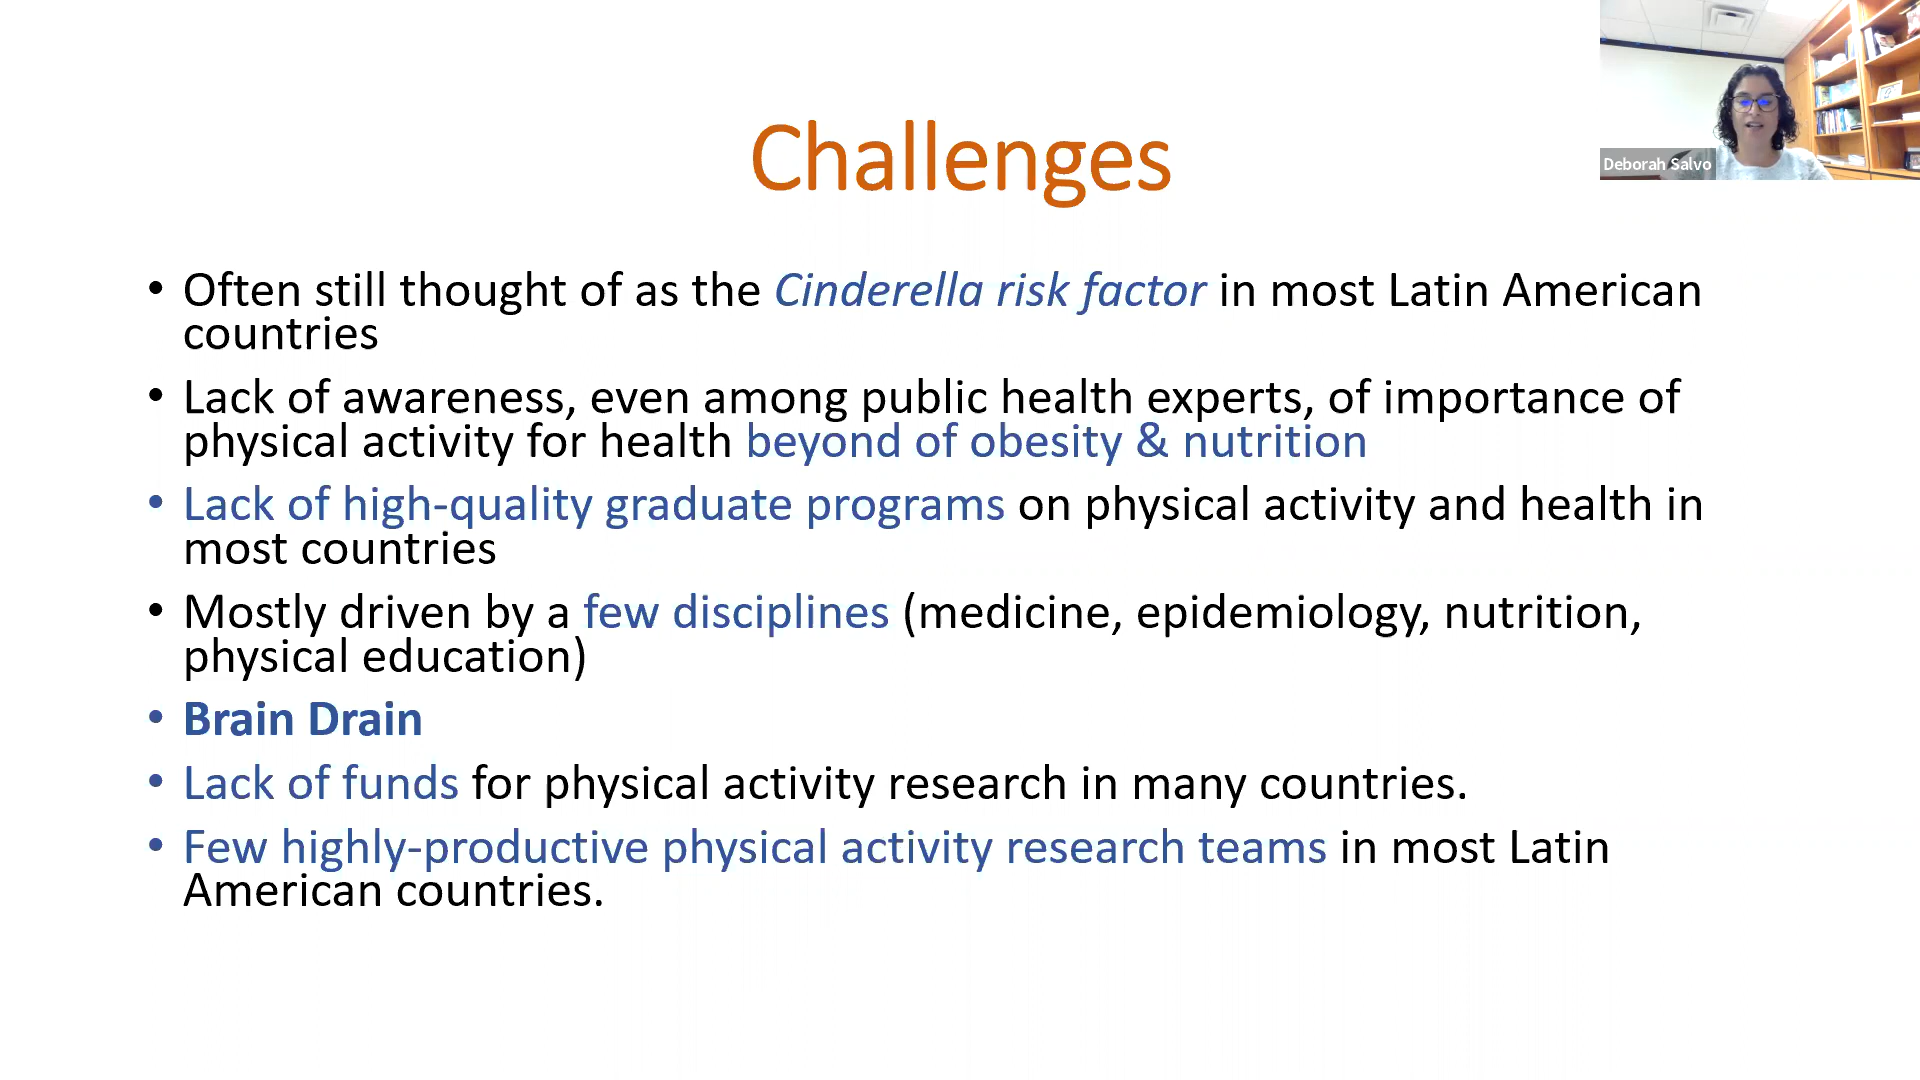 Deborah Salvo
Challenges
• Often still thought of as the Cinderella risk factor in most Latin American
countries
• Lack of awareness, even among public health experts, of importance of
physical activity for health beyond of obesity & nutrition
• Lack of high-quality graduate programs on physical activity and health in
most countries
• Mostly driven by a few disciplines (medicine, epidemiology, nutrition,
physical education)
• Brain Drain
• Lack of funds for physical activity research in many countries.
• Few highly-productive physical activity research teams in most Latin
American countries.